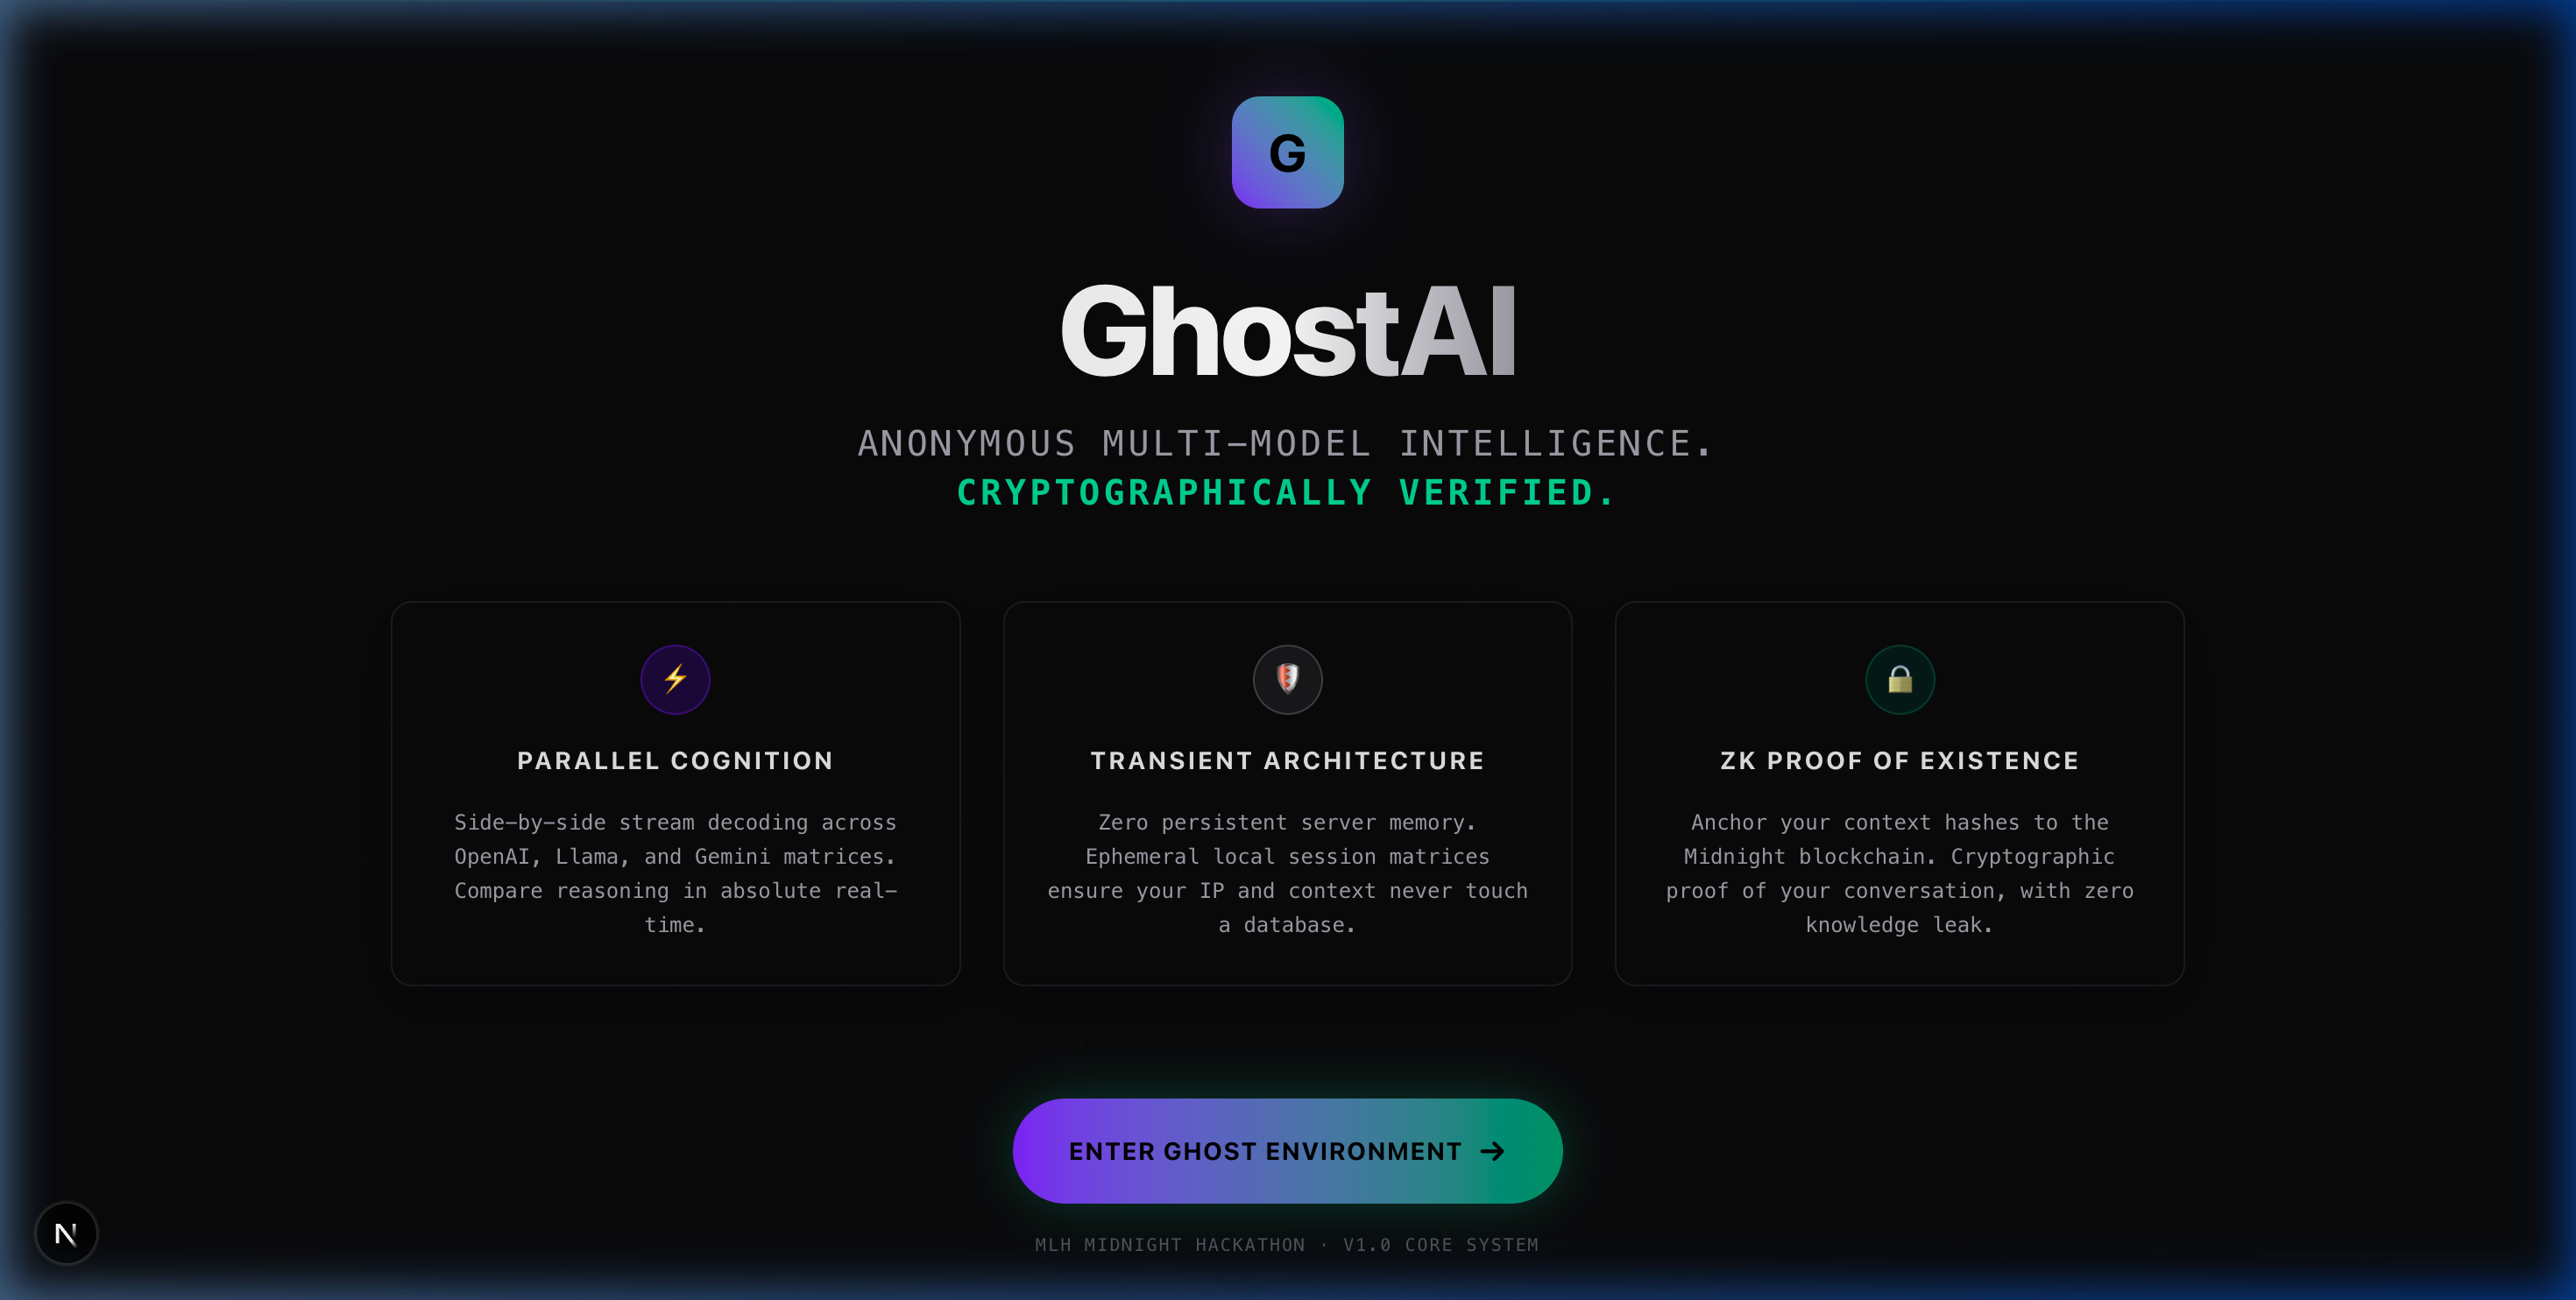 G
GhostAI
ANONYMOUS MULTI-MODEL INTELLIGENCE.
CRYPTOGRAPHICALLY VERIFIED.
PARALLEL COGNITION
Side-by-side stream decoding across
OpenAI, Llama, and Gemini matrices.
Compare reasoning in absolute real-
time.
TRANSIENT ARCHITECTURE
Zero persistent server memory.
Ephemeral local session matrices
ensure your IP and context never touch
a database.
ZK PROOF OF EXISTENCE
Anchor your context hashes to the
Midnight blockchain. Cryptographic
proof of your conversation, with zero
knowledge leak.
ENTER GHOST ENVIRONMENT →
N
MLH MIDNIGHT HACKATHON · V1.0 CORE SYSTEM